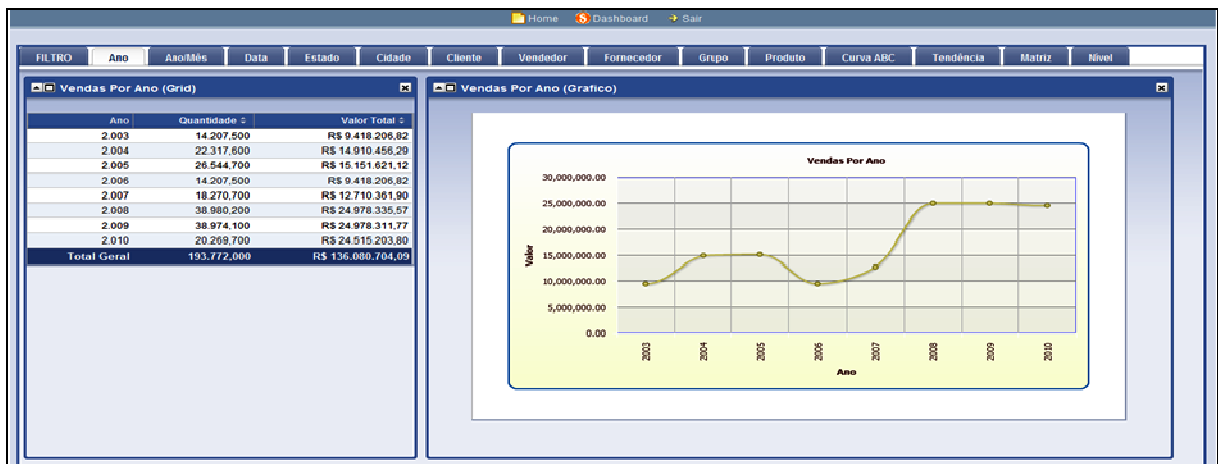 Home Dashboard Sair
FILTRO Ano Ano/Mês Data Estado Cidade Cliente Vendedor Fornecedor Grupo Produto Curva ABC Tendência Matriz Nível
Vendas Por Ano (Grid)
Ano Quantidade Valor Total
2.003 14.207,500 R$ 9.418.206,82
2.004 22.317,600 R$ 14.910.456,29
2.005 26.544,700 R$ 15.151.621,12
2.006 14.207,500 R$ 9.418.206,82
2.007 18.270,700 R$ 12.710.361,90
2.008 38.980,200 R$ 24.978.335,57
2.009 38.974,100 R$ 24.978.311,77
2.010 20.269,700 R$ 24.515.203,80
Total Geral 193.772,000 R$ 136.080.704,09
Vendas Por Ano (Grafico)
Vendas Por Ano
30,000,000.00
25,000,000.00
20,000,000.00
15,000,000.00
10,000,000.00
5,000,000.00
0.00
Valor
2003 2004 2005 2006 2007 2008 2009 2010
Ano